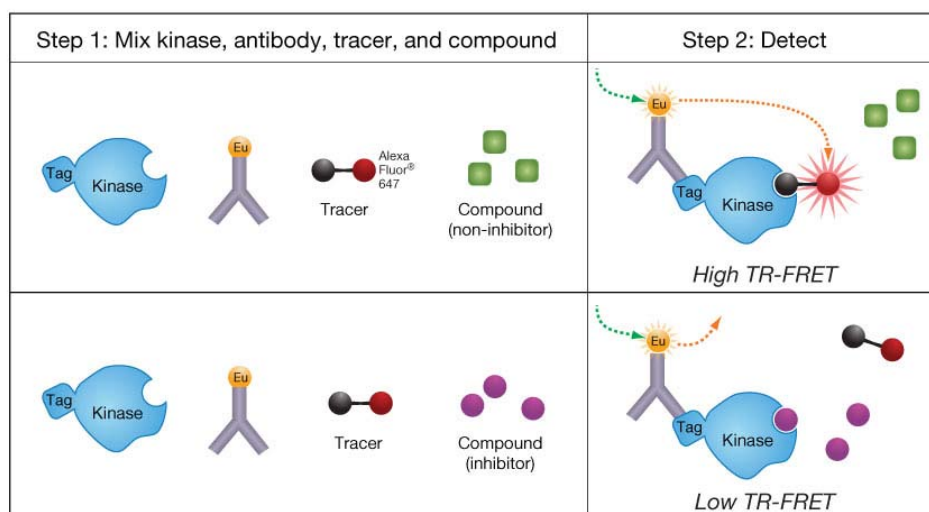 Step 1: Mix kinase, antibody, tracer, and compound
Step 2: Detect
Tag
Kinase
Eu
Alexa
Fluor®
647
Tracer
Compound
(non-inhibitor)
Eu
Tag
Kinase
High TR-FRET
Tag
Kinase
Eu
Tracer
Compound
(inhibitor)
Eu
Tag
Kinase
Low TR-FRET